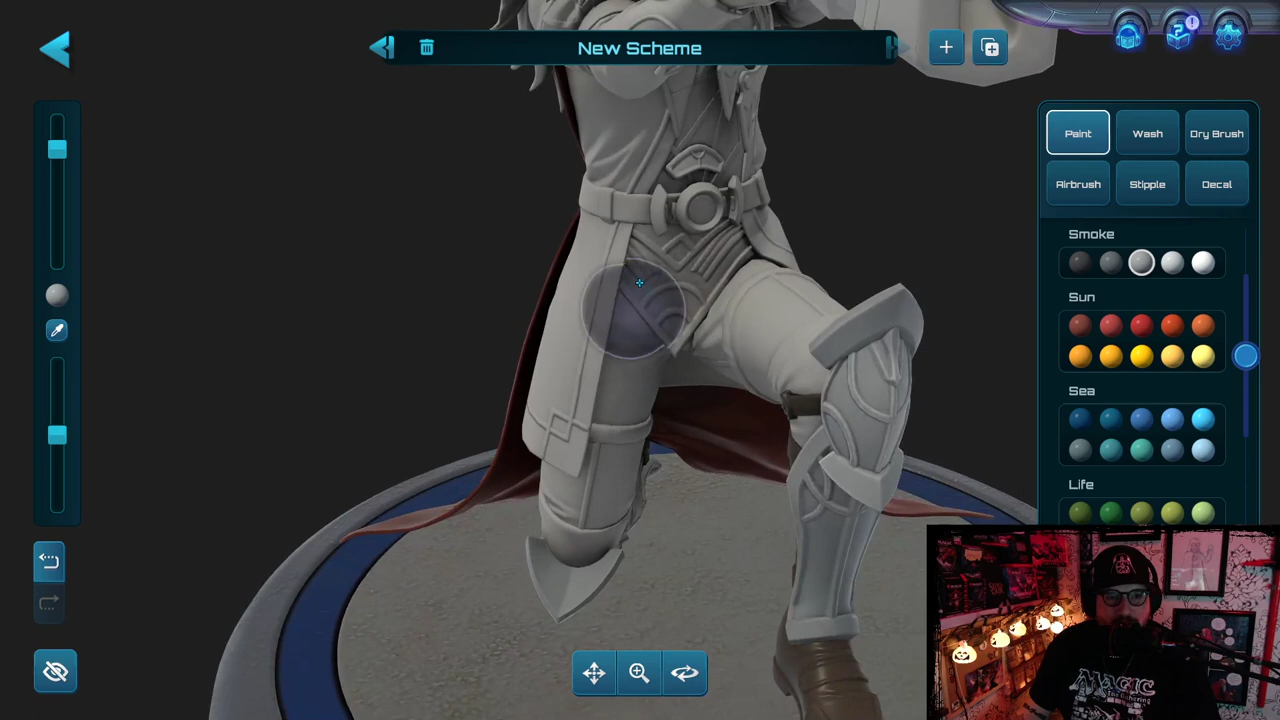 New Scheme
Paint
Wash
Dry Brush
Airbrush
Stipple
Decal
Smoke
Sun
Sea
Life
MAGIC